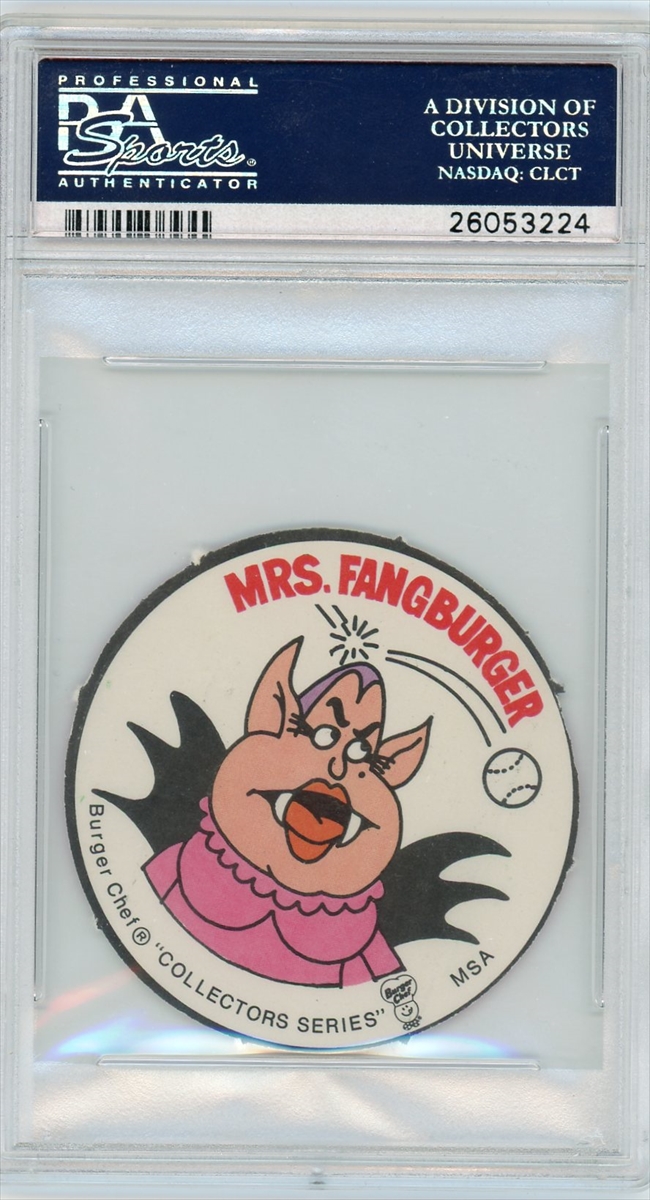 PROFESSIONAL
PSA
Sports®
AUTHENTICATOR
A DIVISION OF
COLLECTORS
UNIVERSE
NASDAQ: CLCT
26053224
MRS. FANGBURGER
Burger Chef® "COLLECTORS SERIES"
Burger
Chef
MSA